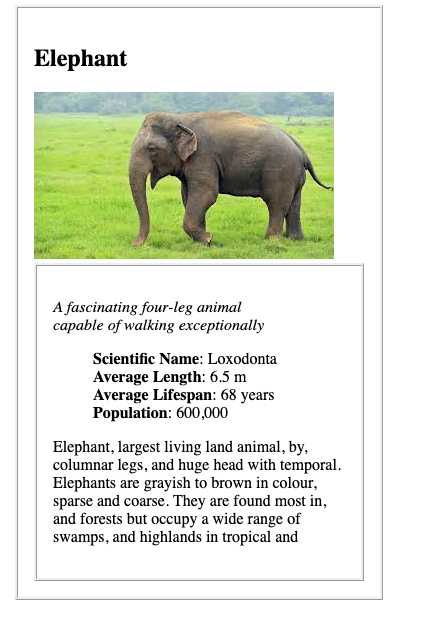 Elephant
A fascinating four-leg animal
capable of walking exceptionally
Scientific Name: Loxodonta
Average Length: 6.5 m
Average Lifespan: 68 years
Population: 600,000
Elephant, largest living land animal, by,
columnar legs, and huge head with temporal.
Elephants are grayish to brown in colour,
sparse and coarse. They are found most in,
and forests but occupy a wide range of
swamps, and highlands in tropical and